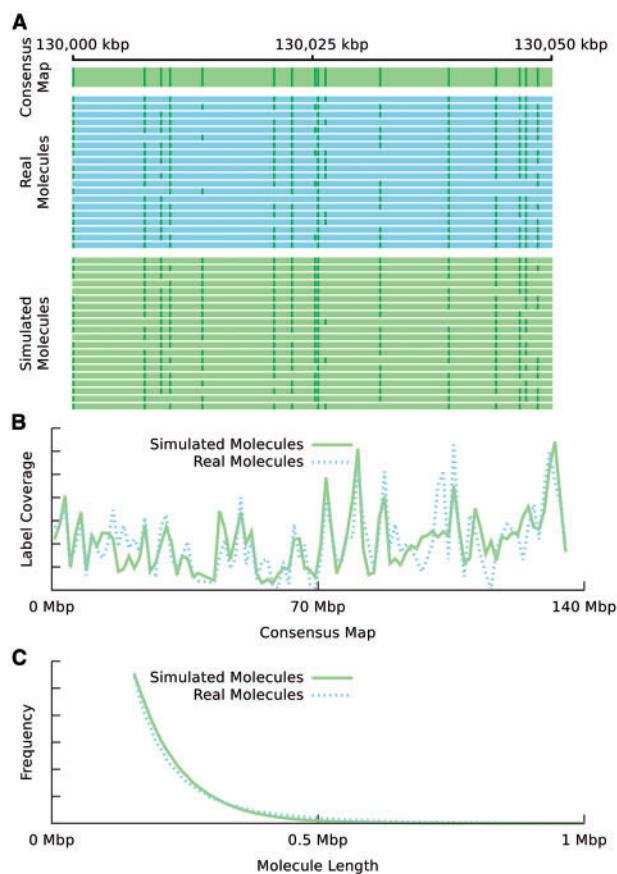 A
130,000 kbp 130,025 kbp 130,050 kbp
Consensus
Map
Real
Molecules
Simulated
Molecules
B
Simulated Molecules
Real Molecules
Label Coverage
0 Mbp 70 Mbp 140 Mbp
Consensus Map
C
Simulated Molecules
Real Molecules
Frequency
0 Mbp 0.5 Mbp 1 Mbp
Molecule Length